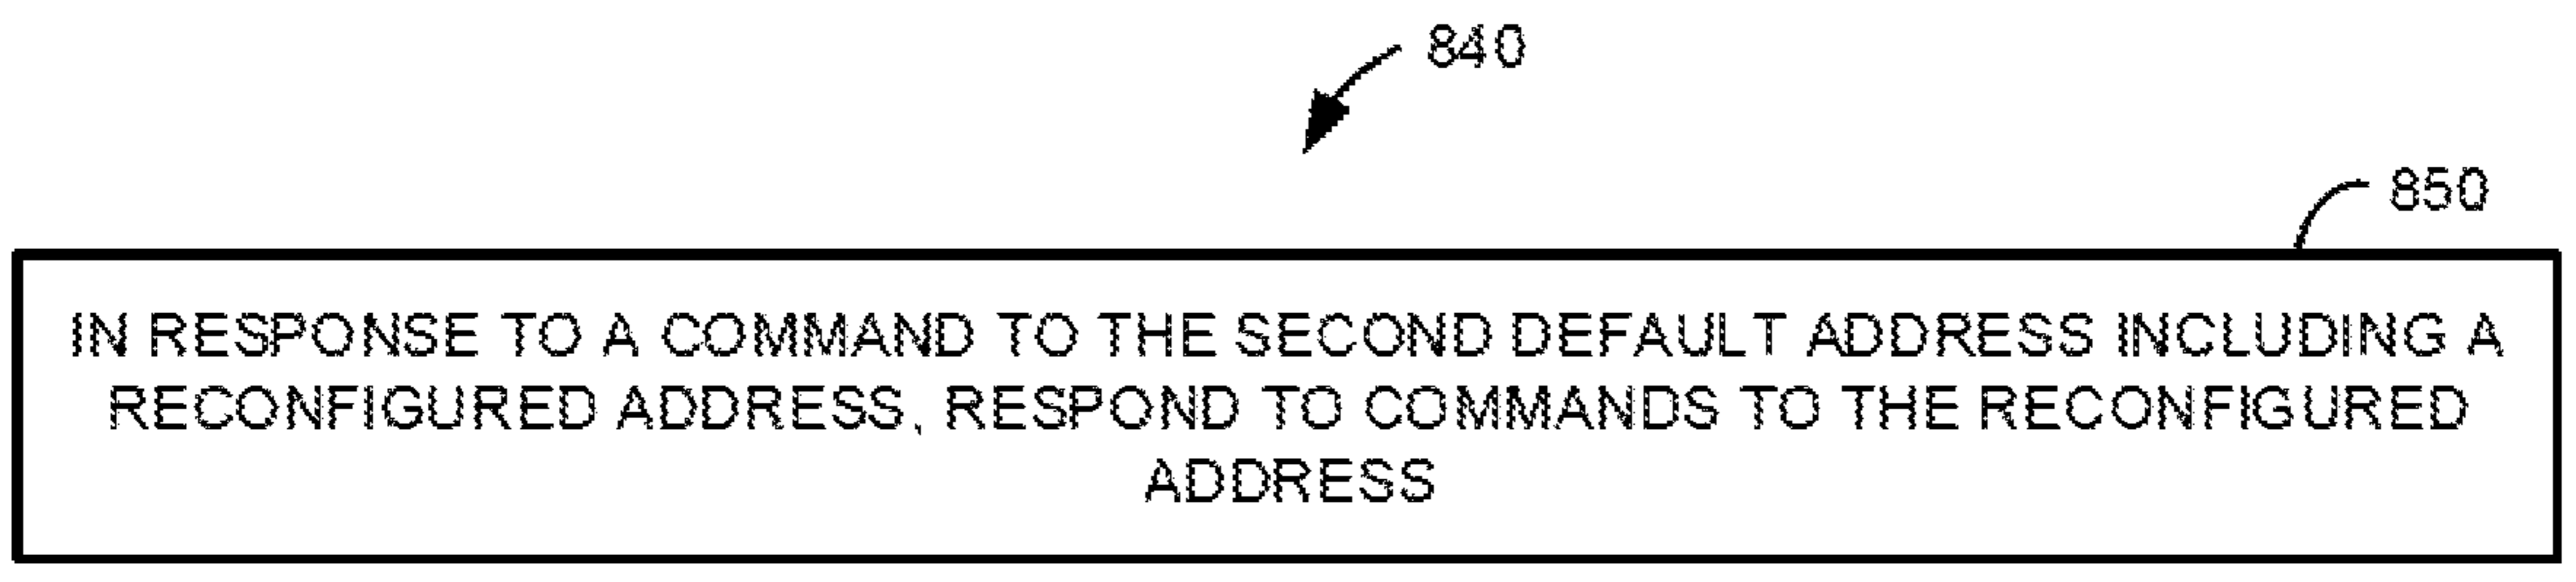 840
850
IN RESPONSE TO A COMMAND TO THE SECOND DEFAULT ADDRESS INCLUDING A
RECONFIGURED ADDRESS, RESPOND TO COMMANDS TO THE RECONFIGURED
ADDRESS